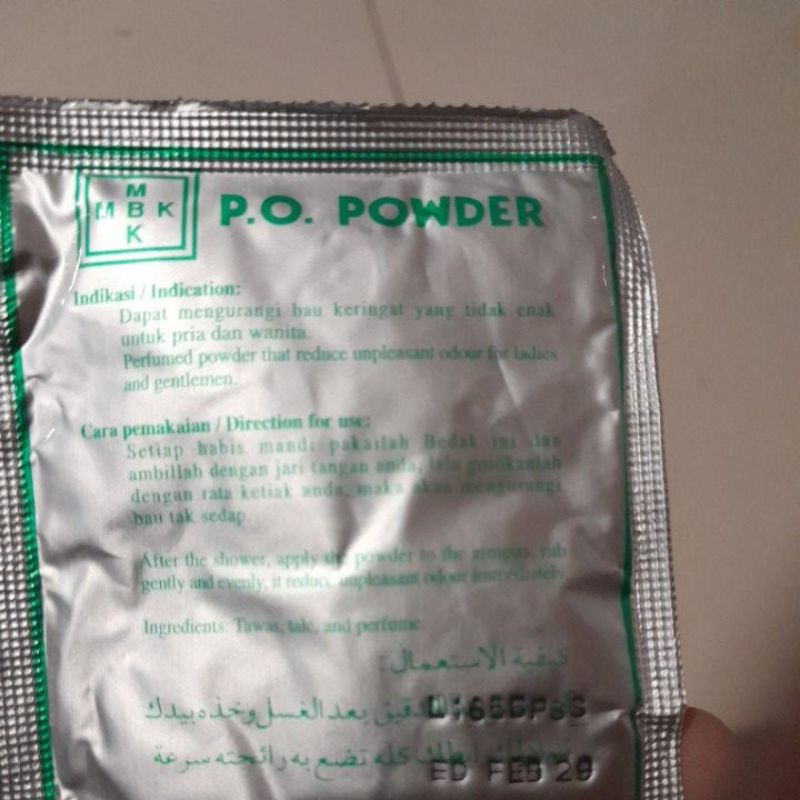 M
M B K
K
P.O. POWDER
Indikasi / Indication:
Dapat mengurangi bau keringat yang tidak enak
untuk pria dan wanita.
Perfumed powder that reduce unpleasant odour for ladies
and gentlemen.
Cara pemakaian / Direction for use:
Setiap habis mandi pakailah Bedak ini dan
ambillah dengan jari tangan anda, lalu gosokanlah
dengan rata ketiak anda, maka akan mengurangi
bau tak sedap.
After the shower, apply the powder to the armpits, rub
gently and evenly, it reduce unpleasant odour immediately.
Ingredients: Tawas, talc, and perfume
كيفية الاستعمال:
بعد الغسل وخذه بيدك
كله تضع به رائحته سرعة
ED FEB 29